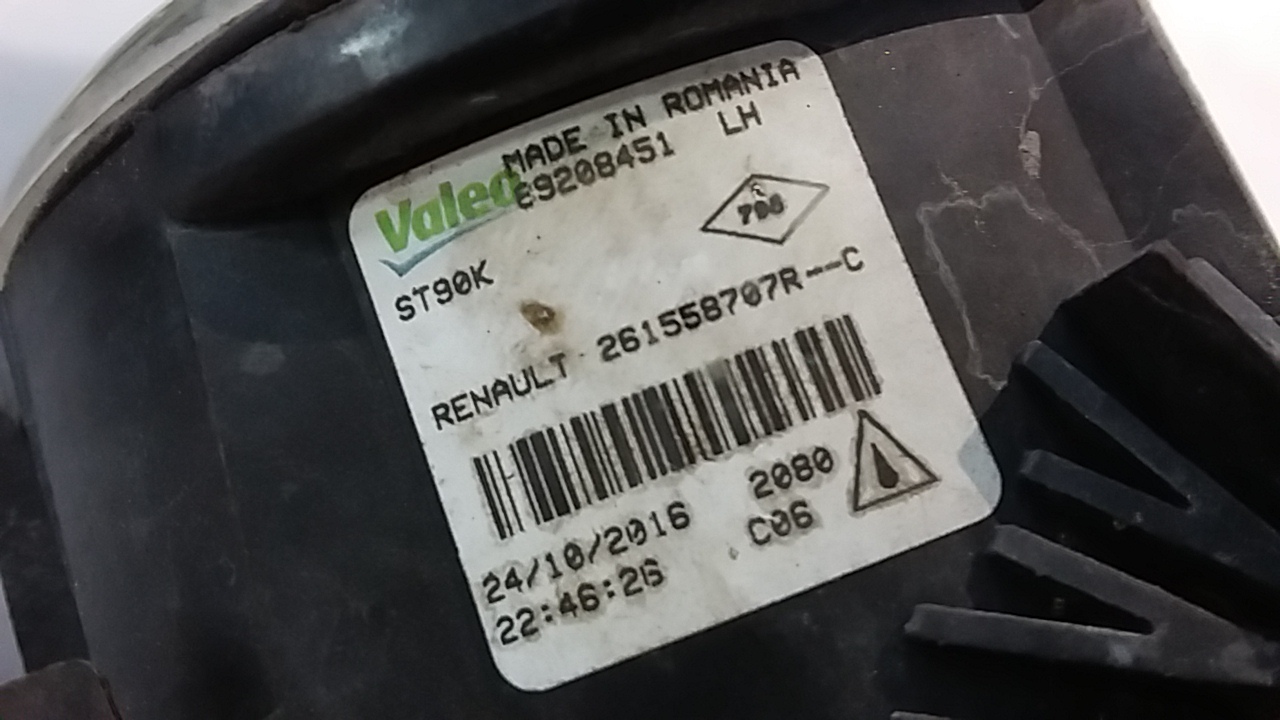 MADE IN ROMANIA
Valeo 89208451 LH
ST90K
RENAULT 261558707R--C
2080
24/10/2016 C06
22:46:26